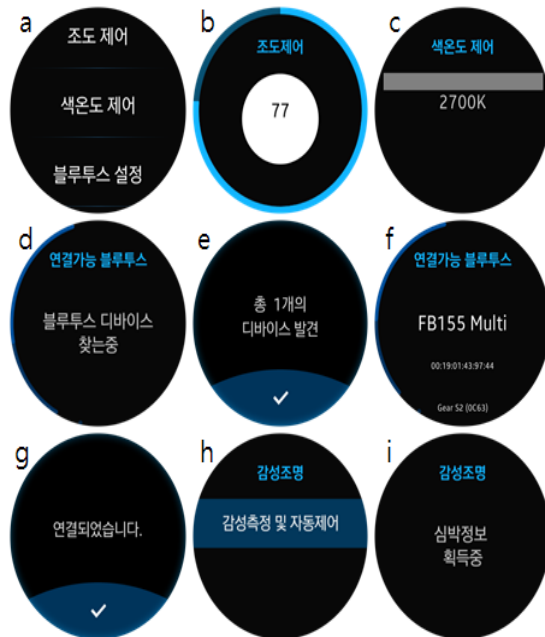 a
조도 제어
색온도 제어
블루투스 설정
b
조도제어
77
c
색온도 제어
2700K
d
연결가능 블루투스
블루투스 디바이스
찾는중
e
총 1개의
디바이스 발견
f
연결가능 블루투스
FB155 Multi
00:19:01:43:97:44
Gear S2 (0C63)
g
연결되었습니다.
h
감성조명
감성측정 및 자동제어
i
감성조명
심박정보
획득중